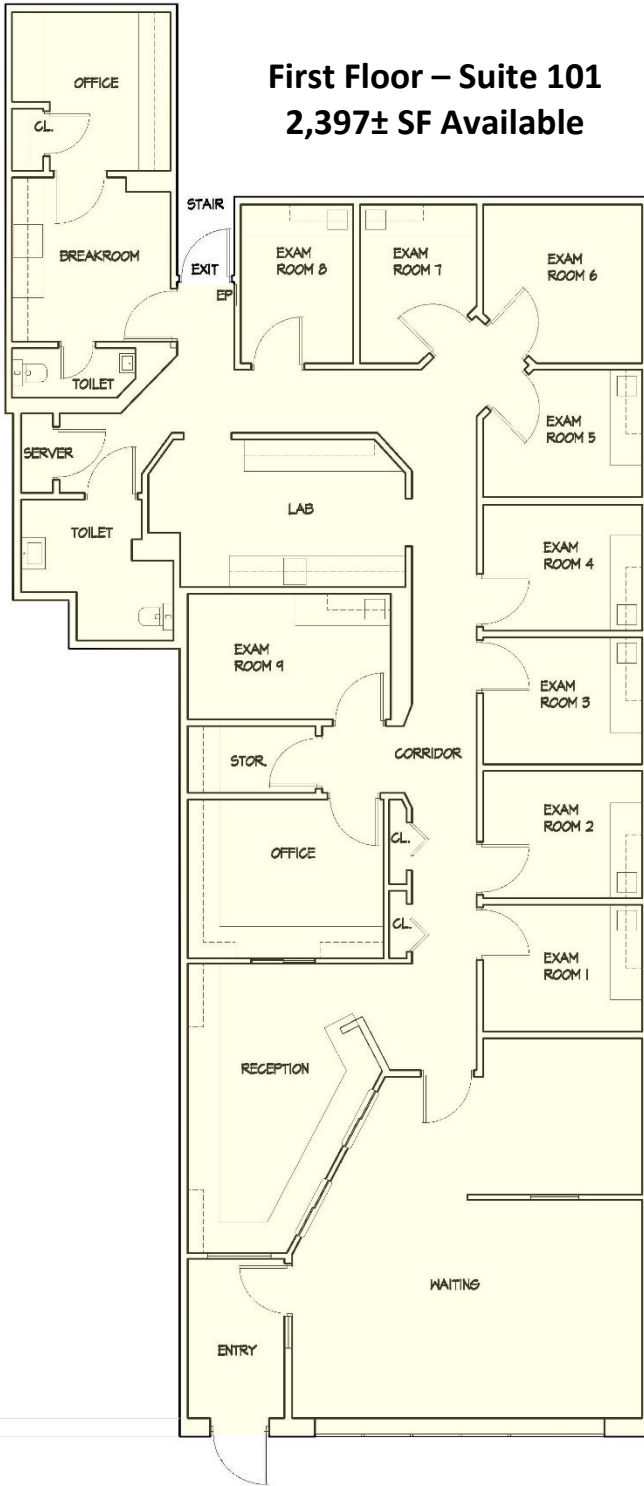 First Floor – Suite 101
2,397± SF Available
OFFICE
CL.
STAIR
BREAKROOM
EXIT
EP
EXAM
ROOM 8
EXAM
ROOM 7
EXAM
ROOM 6
TOILET
SERVER
EXAM
ROOM 5
TOILET
LAB
EXAM
ROOM 4
EXAM
ROOM 9
EXAM
ROOM 3
STOR.
CORRIDOR
EXAM
ROOM 2
OFFICE
CL.
CL.
EXAM
ROOM 1
RECEPTION
WAITING
ENTRY